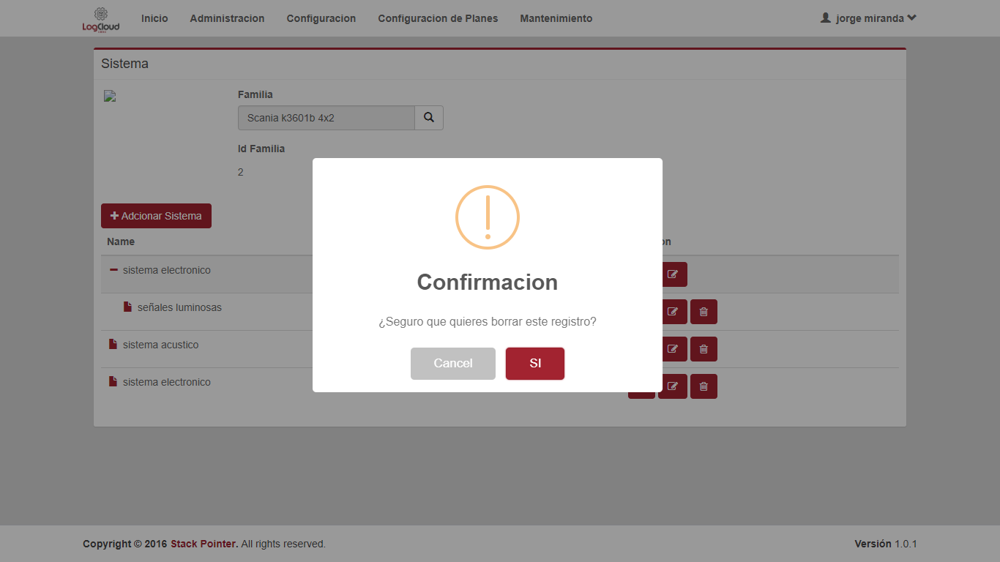 LogCloud
Inicio Administracion Configuracion Configuracion de Planes Mantenimiento jorge miranda
Sistema
Familia
Scania k3601b 4x2
Id Familia
2
Adcionar Sistema
Name on
sistema electronico
señales luminosas
sistema acustico
sistema electronico
Confirmacion
¿Seguro que quieres borrar este registro?
Cancel SI
Copyright © 2016 Stack Pointer. All rights reserved. Versión 1.0.1